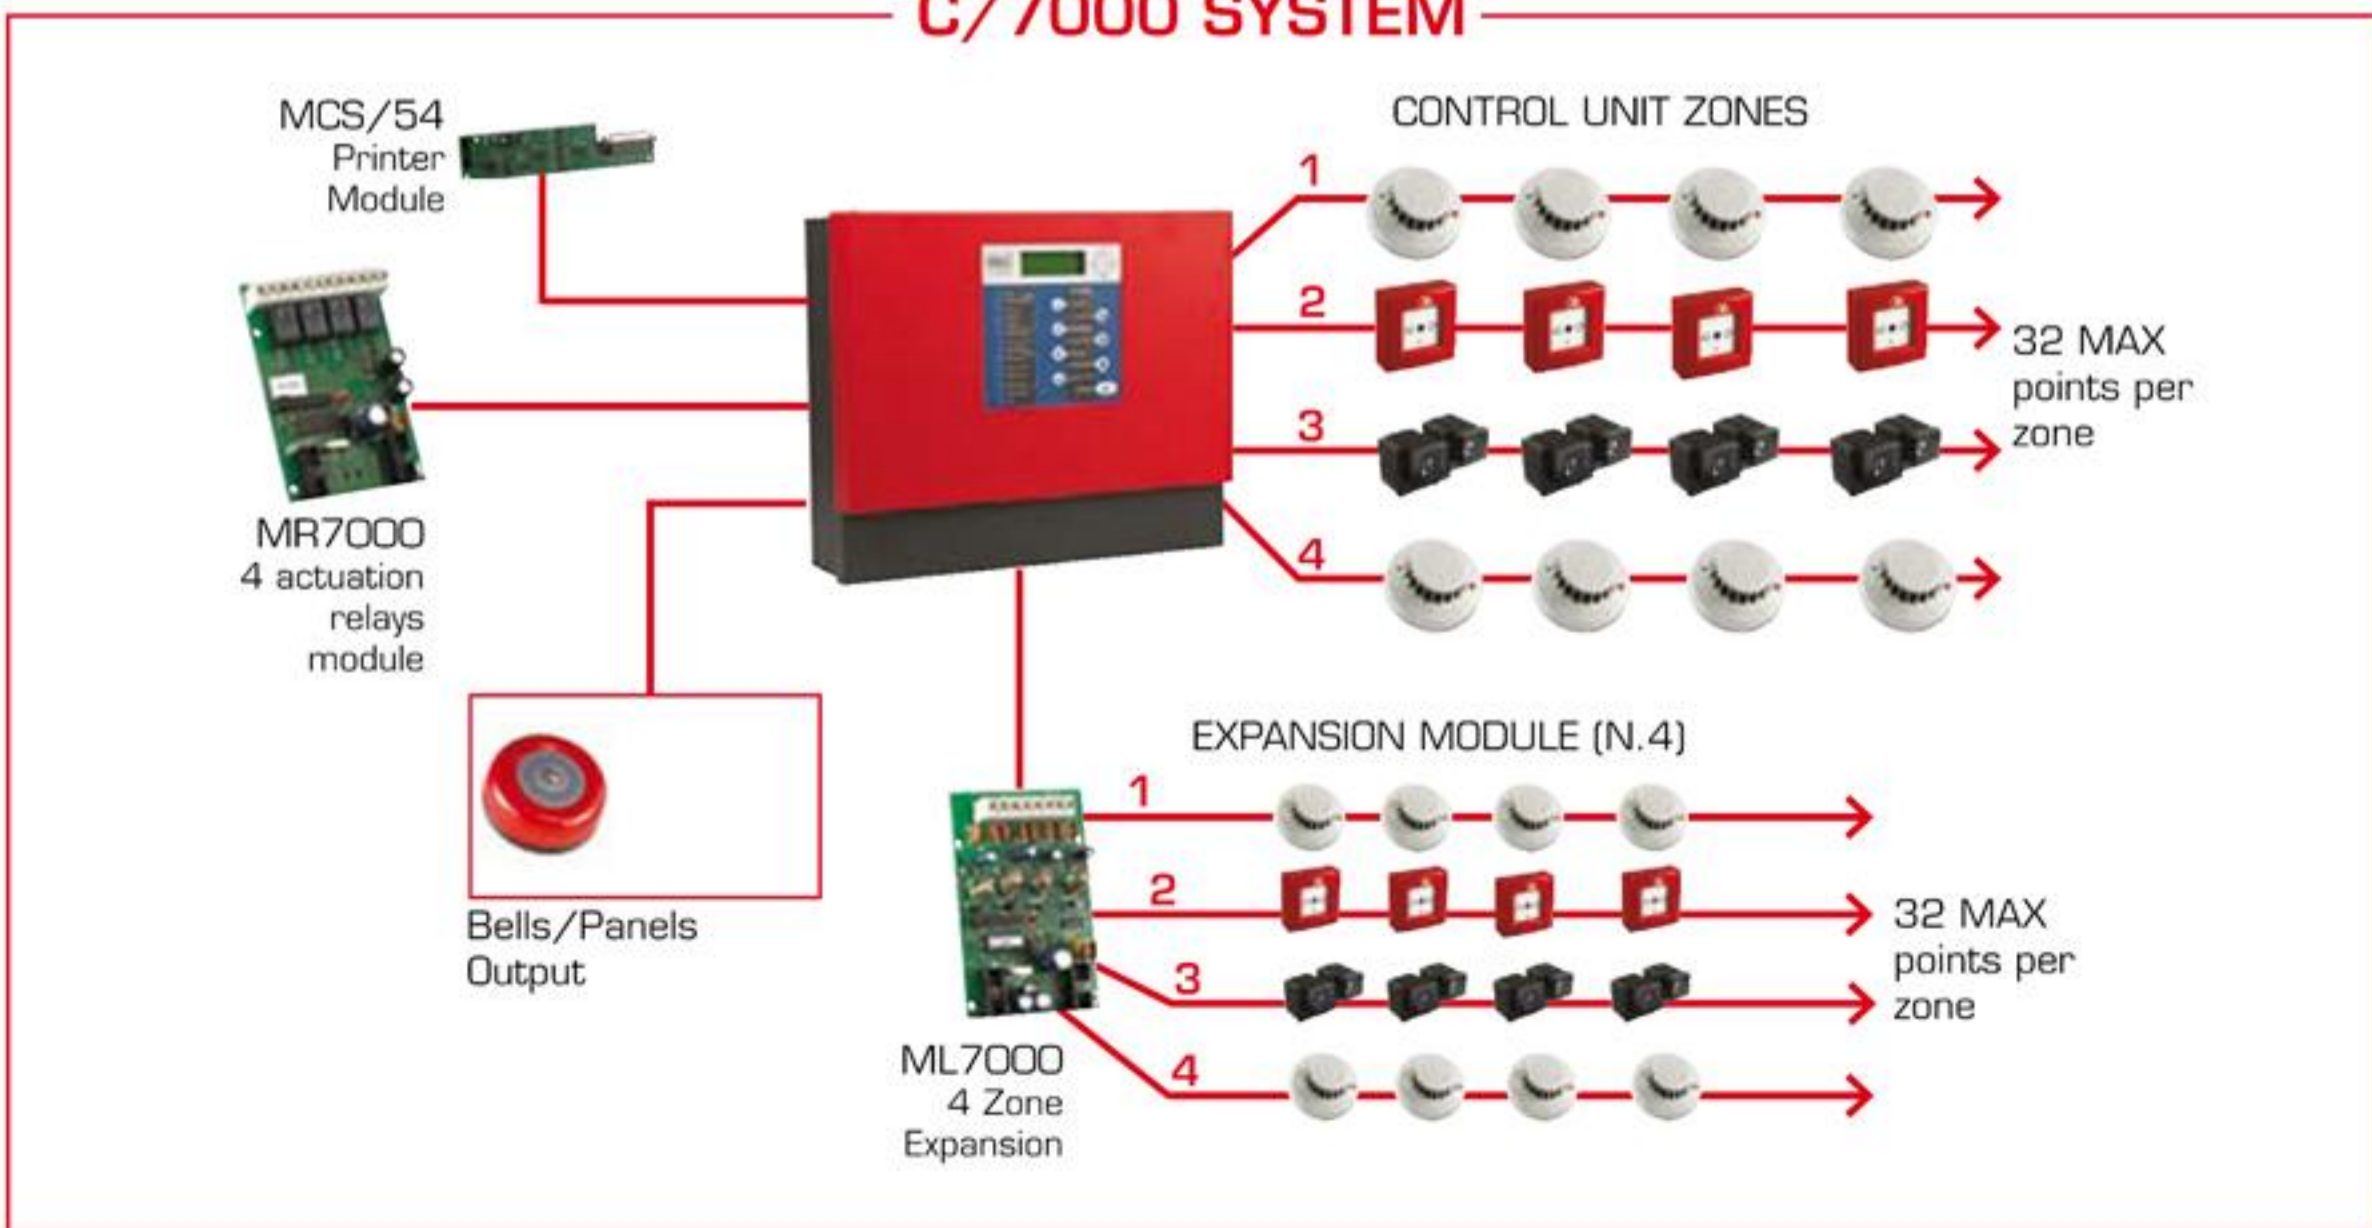 C/7000 SYSTEM
MCS/54
Printer
Module
CONTROL UNIT ZONES
1
2
3
4
32 MAX
points per
zone
MR7000
4 actuation
relays
module
Bells/Panels
Output
EXPANSION MODULE (N.4)
1
2
3
4
32 MAX
points per
zone
ML7000
4 Zone
Expansion